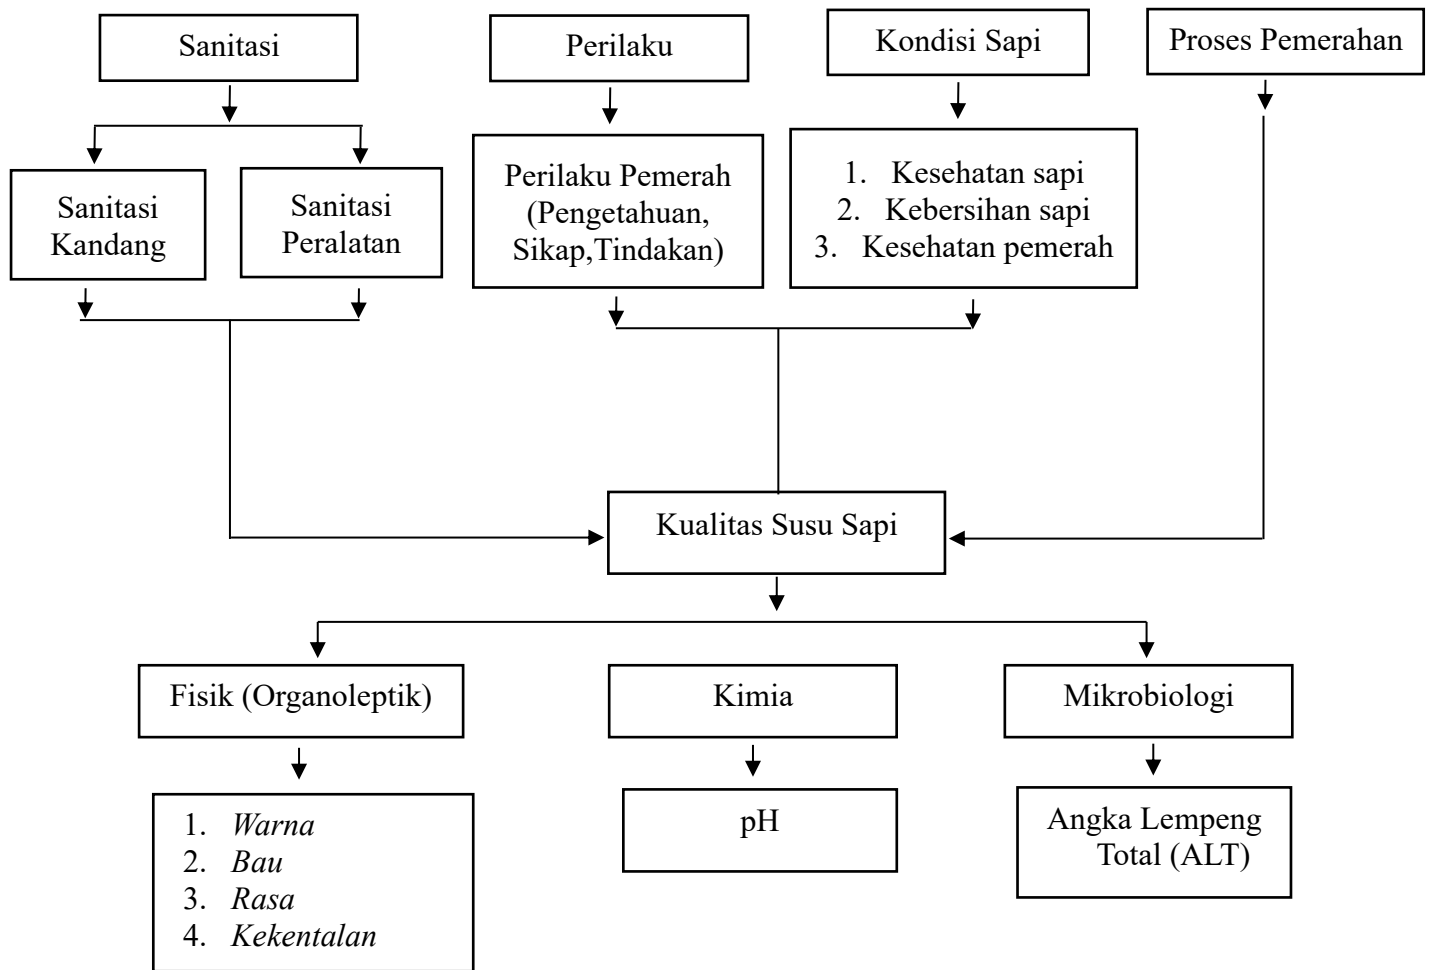 Sanitasi
Perilaku
Kondisi Sapi
Proses Pemerahan
Sanitasi
Kandang
Sanitasi
Peralatan
Perilaku Pemerah
(Pengetahuan,
Sikap,Tindakan)
1. Kesehatan sapi
2. Kebersihan sapi
3. Kesehatan pemerah
Kualitas Susu Sapi
Fisik (Organoleptik)
Kimia
Mikrobiologi
1. Warna
2. Bau
3. Rasa
4. Kekentalan
pH
Angka Lempeng
Total (ALT)